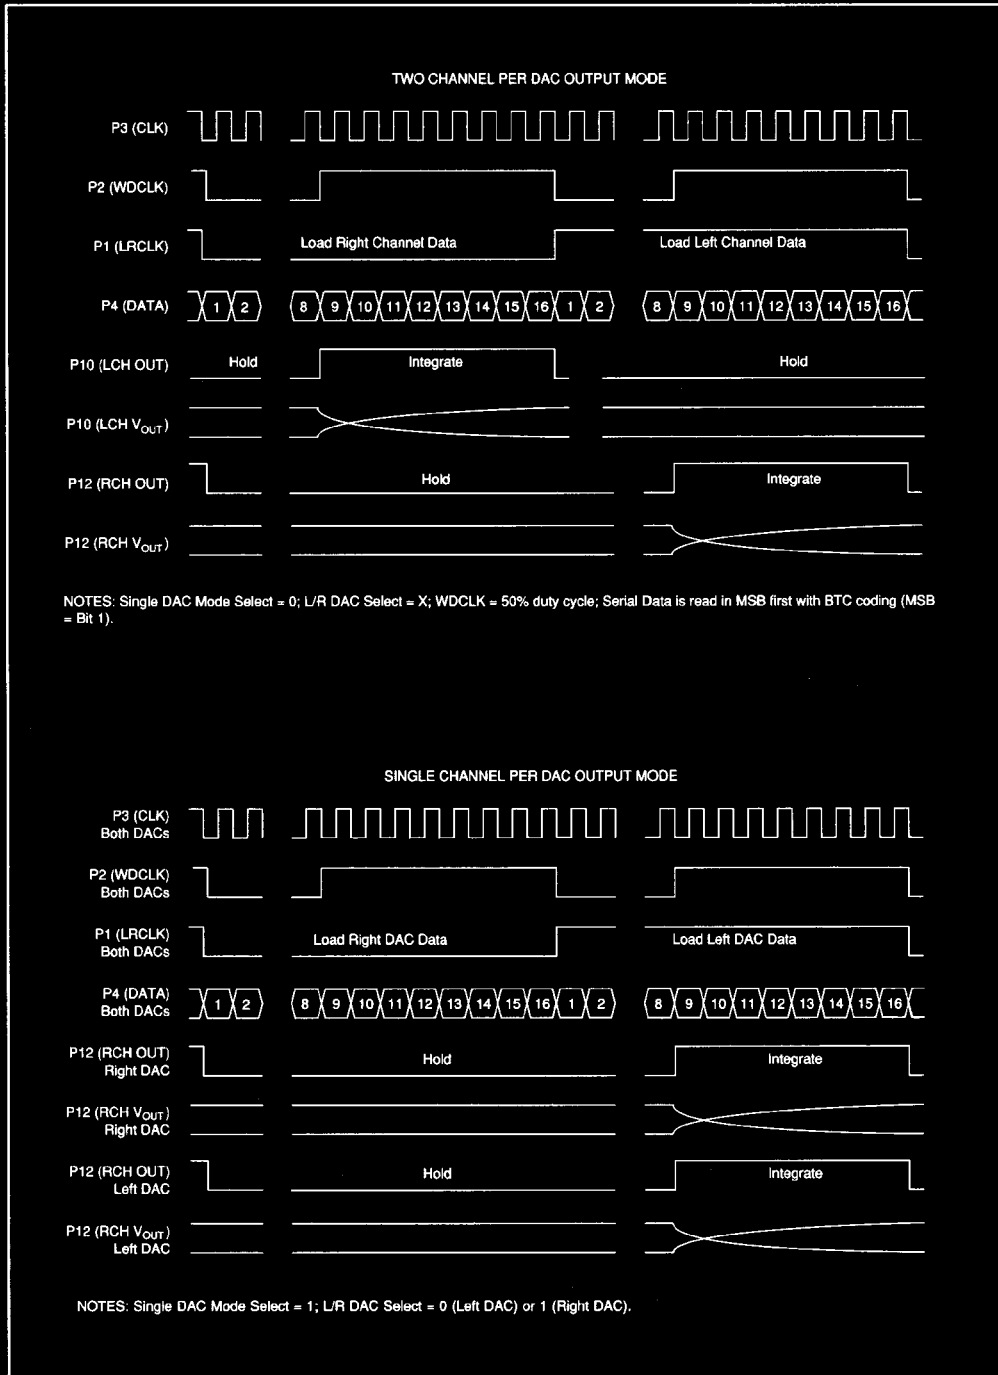 TWO CHANNEL PER DAC OUTPUT MODE
P3 (CLK)
P2 (WDCLK)
P1 (LRCLK) Load Right Channel Data Load Left Channel Data
P4 (DATA) 1 2 8 9 10 11 12 13 14 15 16 1 2 8 9 10 11 12 13 14 15 16
P10 (LCH OUT) Hold Integrate Hold
P10 (LCH VOUT)
P12 (RCH OUT) Hold Integrate
P12 (RCH VOUT)
NOTES: Single DAC Mode Select = 0; L/R DAC Select = X; WDCLK = 50% duty cycle; Serial Data is read in MSB first with BTC coding (MSB
= Bit 1).
SINGLE CHANNEL PER DAC OUTPUT MODE
P3 (CLK)
Both DACs
P2 (WDCLK)
Both DACs
P1 (LRCLK) Load Right DAC Data Load Left DAC Data
Both DACs
P4 (DATA)
Both DACs 1 2 8 9 10 11 12 13 14 15 16 1 2 8 9 10 11 12 13 14 15 16
P12 (RCH OUT) Hold Integrate
Right DAC
P12 (RCH VOUT)
Right DAC
P12 (RCH OUT) Hold Integrate
Left DAC
P12 (RCH VOUT)
Left DAC
NOTES: Single DAC Mode Select = 1; L/R DAC Select = 0 (Left DAC) or 1 (Right DAC).